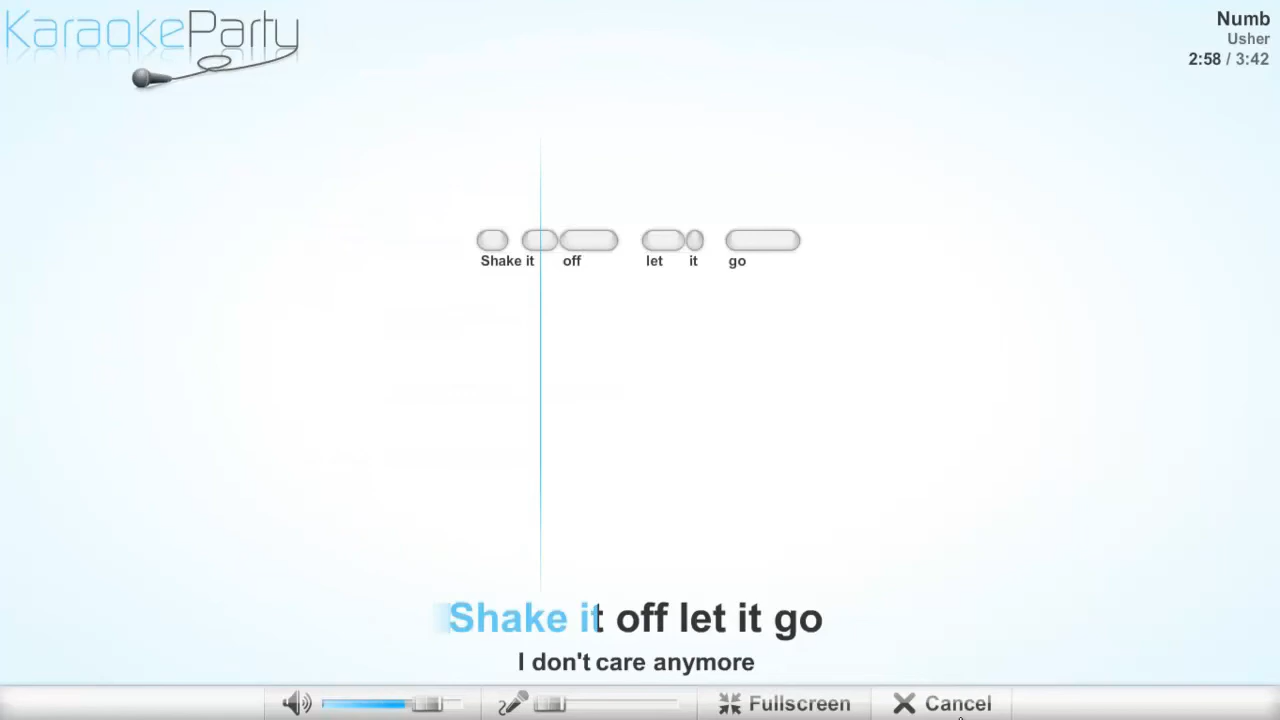 KaraokeParty
Numb
Usher
2:58 / 3:42
Shake it off let it go
Shake it off let it go
I don't care anymore
Fullscreen
Cancel